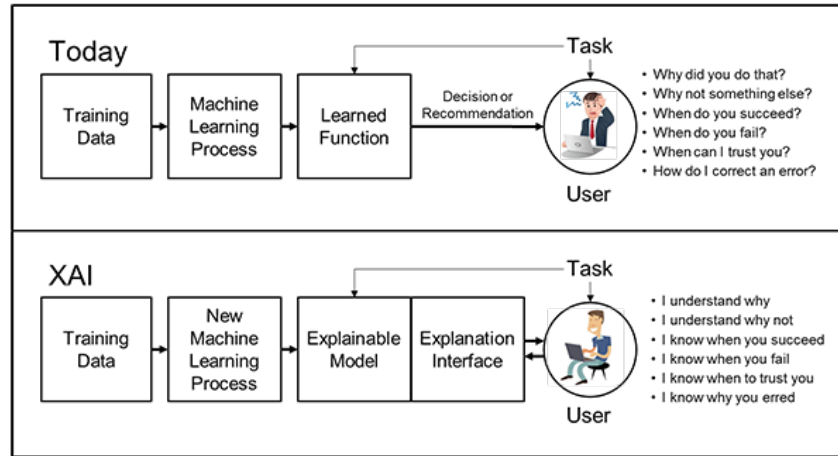 Today
Task
Training
Data
Machine
Learning
Process
Learned
Function
Decision or
Recommendation
User
• Why did you do that?
• Why not something else?
• When do you succeed?
• When do you fail?
• When can I trust you?
• How do I correct an error?
XAI
Task
Training
Data
New
Machine
Learning
Process
Explainable
Model
Explanation
Interface
User
• I understand why
• I understand why not
• I know when you succeed
• I know when you fail
• I know when to trust you
• I know why you erred